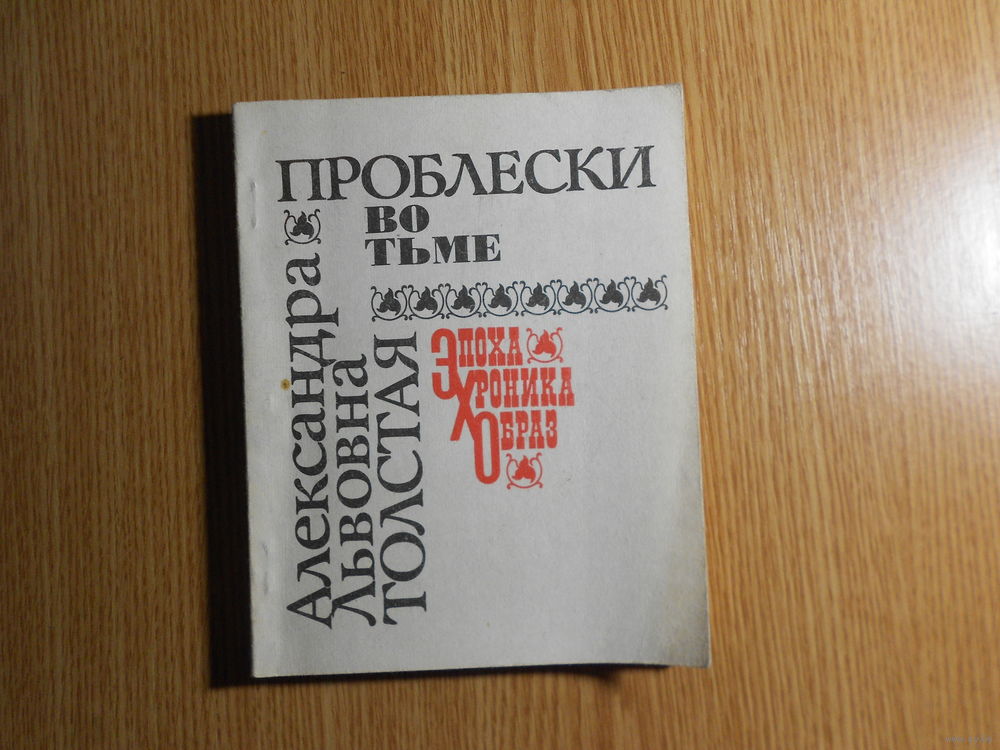 ПРОБЛЕСКИ
ВО
ТЬМЕ
Александра
Львовна
ТОЛСТАЯ
ЭПОХА
ХРОНИКА
ОБРАЗ